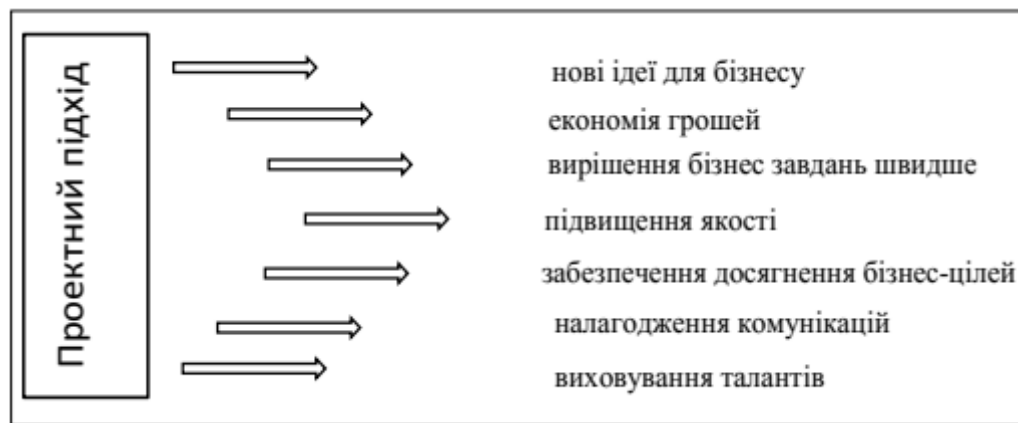 Проектний підхід
нові ідеї для бізнесу
економія грошей
вирішення бізнес завдань швидше
підвищення якості
забезпечення досягнення бізнес-цілей
налагодження комунікацій
виховування талантів